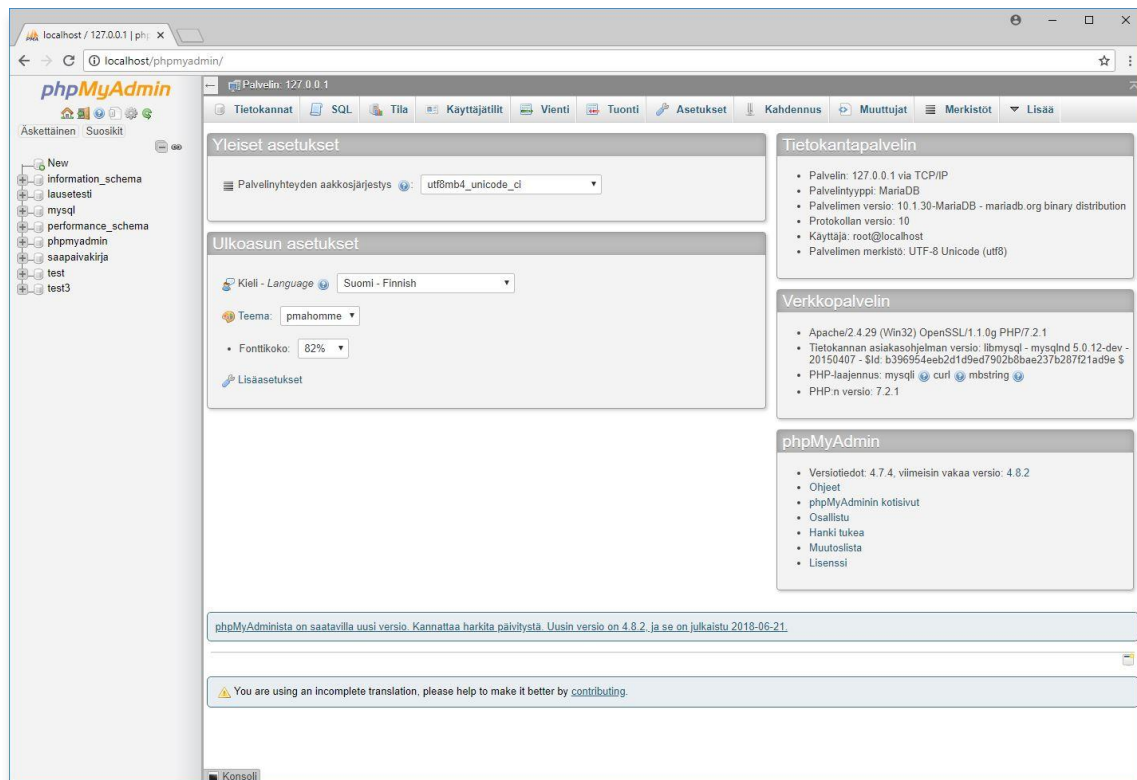 localhost / 127.0.0.1 | ph
localhost/phpmyadmin/
phpMyAdmin
Äskettäinen Suosikit
New
information_schema
lausetesti
mysql
performance_schema
phpmyadmin
saapaivakirja
test
test3
Palvelin: 127.0.0.1
Tietokannat SQL Tila Käyttäjätilit Vienti Tuonti Asetukset Kahdennus Muuttujat Merkistöt Lisää
Yleiset asetukset
Palvelinyhteyden aakkosjärjestys : utf8mb4_unicode_ci
Ulkoasun asetukset
Kieli - Language Suomi - Finnish
Teema: pmahomme
• Fonttikoko: 82%
Lisäasetukset
Tietokantapalvelin
• Palvelin: 127.0.0.1 via TCP/IP
• Palvelintyyppi: MariaDB
• Palvelimen versio: 10.1.30-MariaDB - mariadb.org binary distribution
• Protokollan versio: 10
• Käyttäjä: root@localhost
• Palvelimen merkistö: UTF-8 Unicode (utf8)
Verkkopalvelin
• Apache/2.4.29 (Win32) OpenSSL/1.1.0g PHP/7.2.1
• Tietokannan asiakasohjelman versio: libmysql - mysqlnd 5.0.12-dev -
20150407 - $Id: b396954eeb2d1d9ed7902b8bae237b287f21ad9e $
• PHP-laajennus: mysqli curl mbstring
• PHP:n versio: 7.2.1
phpMyAdmin
• Versiotiedot: 4.7.4, viimeisin vakaa versio: 4.8.2
• Ohjeet
• phpMyAdminin kotisivut
• Osallistu
• Hanki tukea
• Muutoslista
• Lisenssi
phpMyAdminista on saatavilla uusi versio. Kannattaa harkita päivitystä. Uusin versio on 4.8.2, ja se on julkaistu 2018-06-21.
You are using an incomplete translation, please help to make it better by contributing.
Konsoli